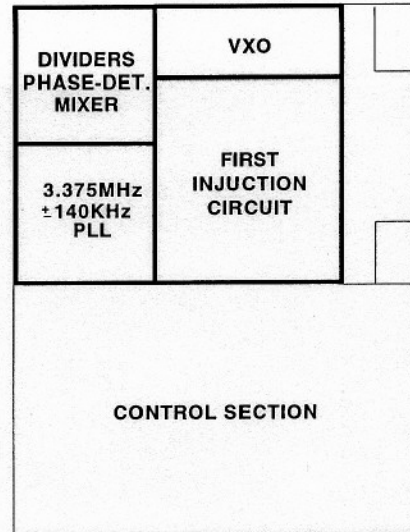 DIVIDERS
PHASE-DET.
MIXER
VXO
3.375MHz
±140KHz
PLL
FIRST
INJUCTION
CIRCUIT
CONTROL SECTION